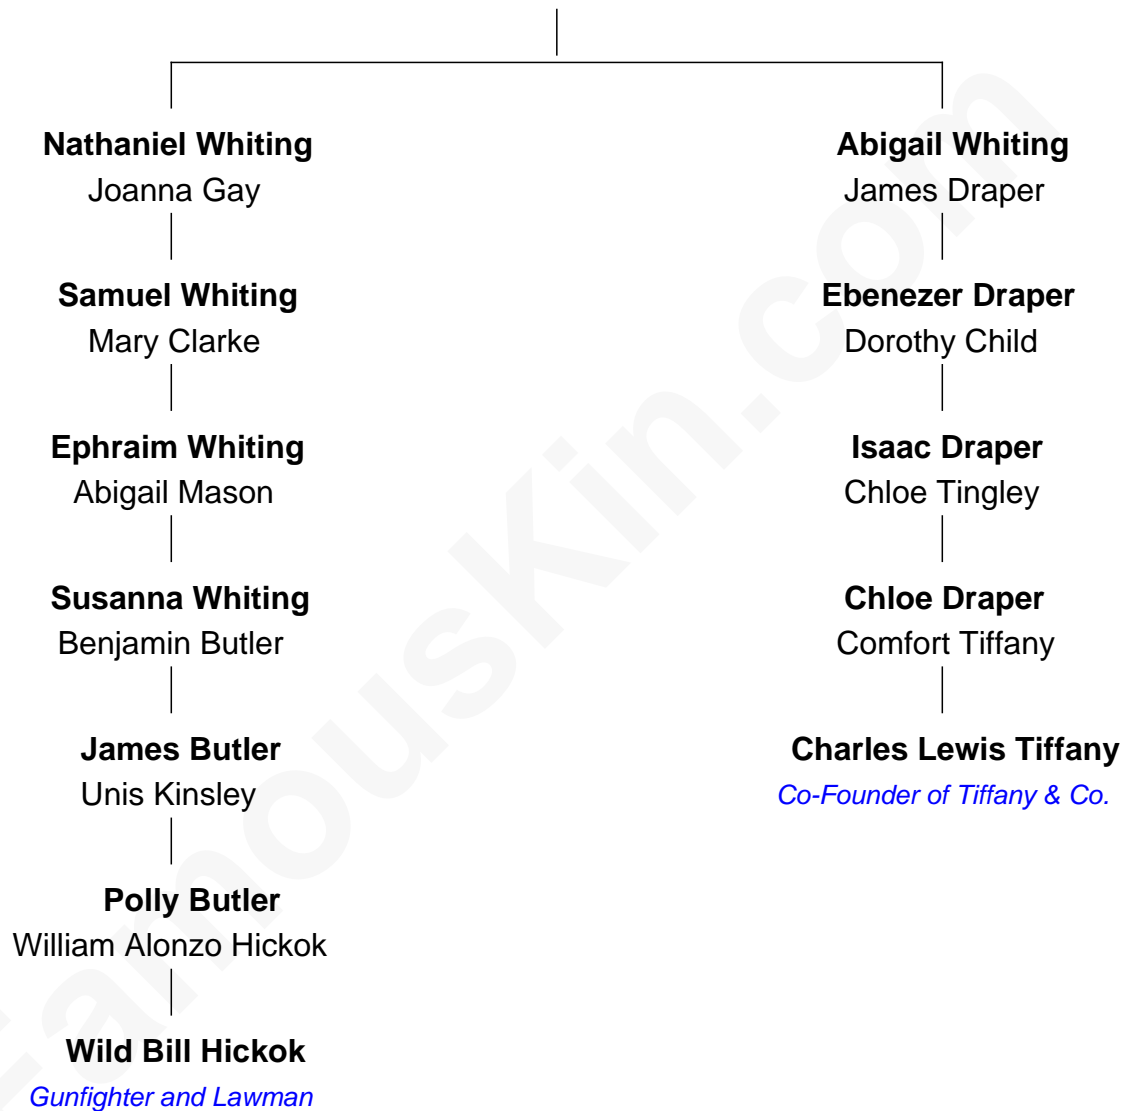 Nathaniel Whiting
Joanna Gay
Abigail Whiting
James Draper
Samuel Whiting
Mary Clarke
Ebenezer Draper
Dorothy Child
Ephraim Whiting
Abigail Mason
Isaac Draper
Chloe Tingley
Susanna Whiting
Benjamin Butler
Chloe Draper
Comfort Tiffany
James Butler
Unis Kinsley
Charles Lewis Tiffany
Co-Founder of Tiffany & Co.
Polly Butler
William Alonzo Hickok
Wild Bill Hickok
Gunfighter and Lawman
FamousKin.com